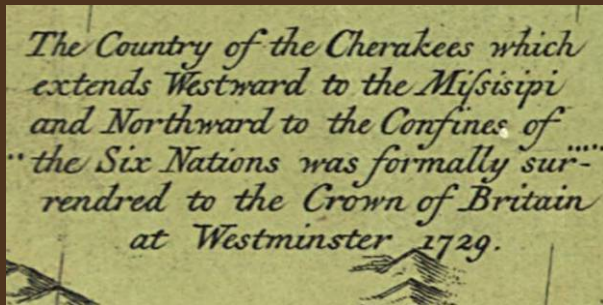 The Country of the Cherakees which
extends Westward to the Miſsisipi
and Northward to the Confines of
the Six Nations was formally sur-
rendred to the Crown of Britain
at Westminster 1729.